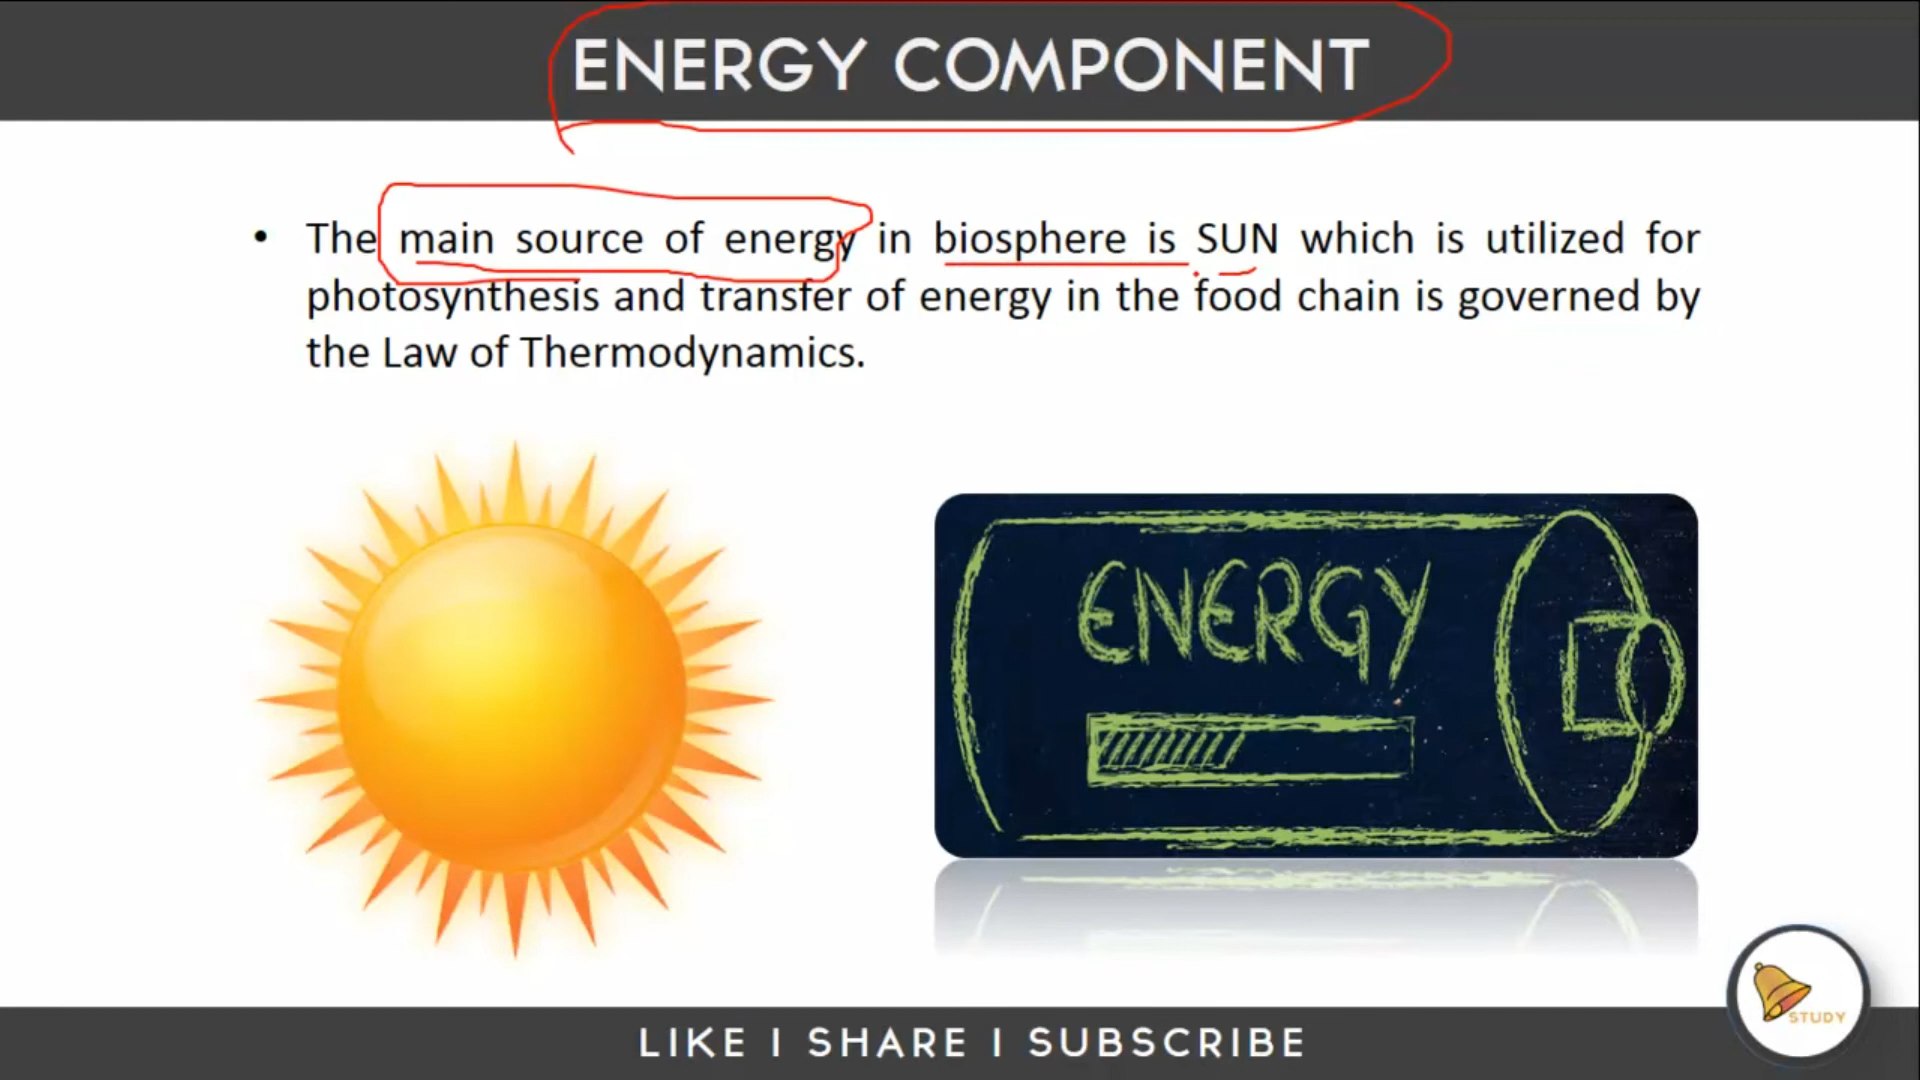 ENERGY COMPONENT
• The main source of energy in biosphere is SUN which is utilized for
photosynthesis and transfer of energy in the food chain is governed by
the Law of Thermodynamics.
ENERGY
STUDY
LIKE I SHARE I SUBSCRIBE